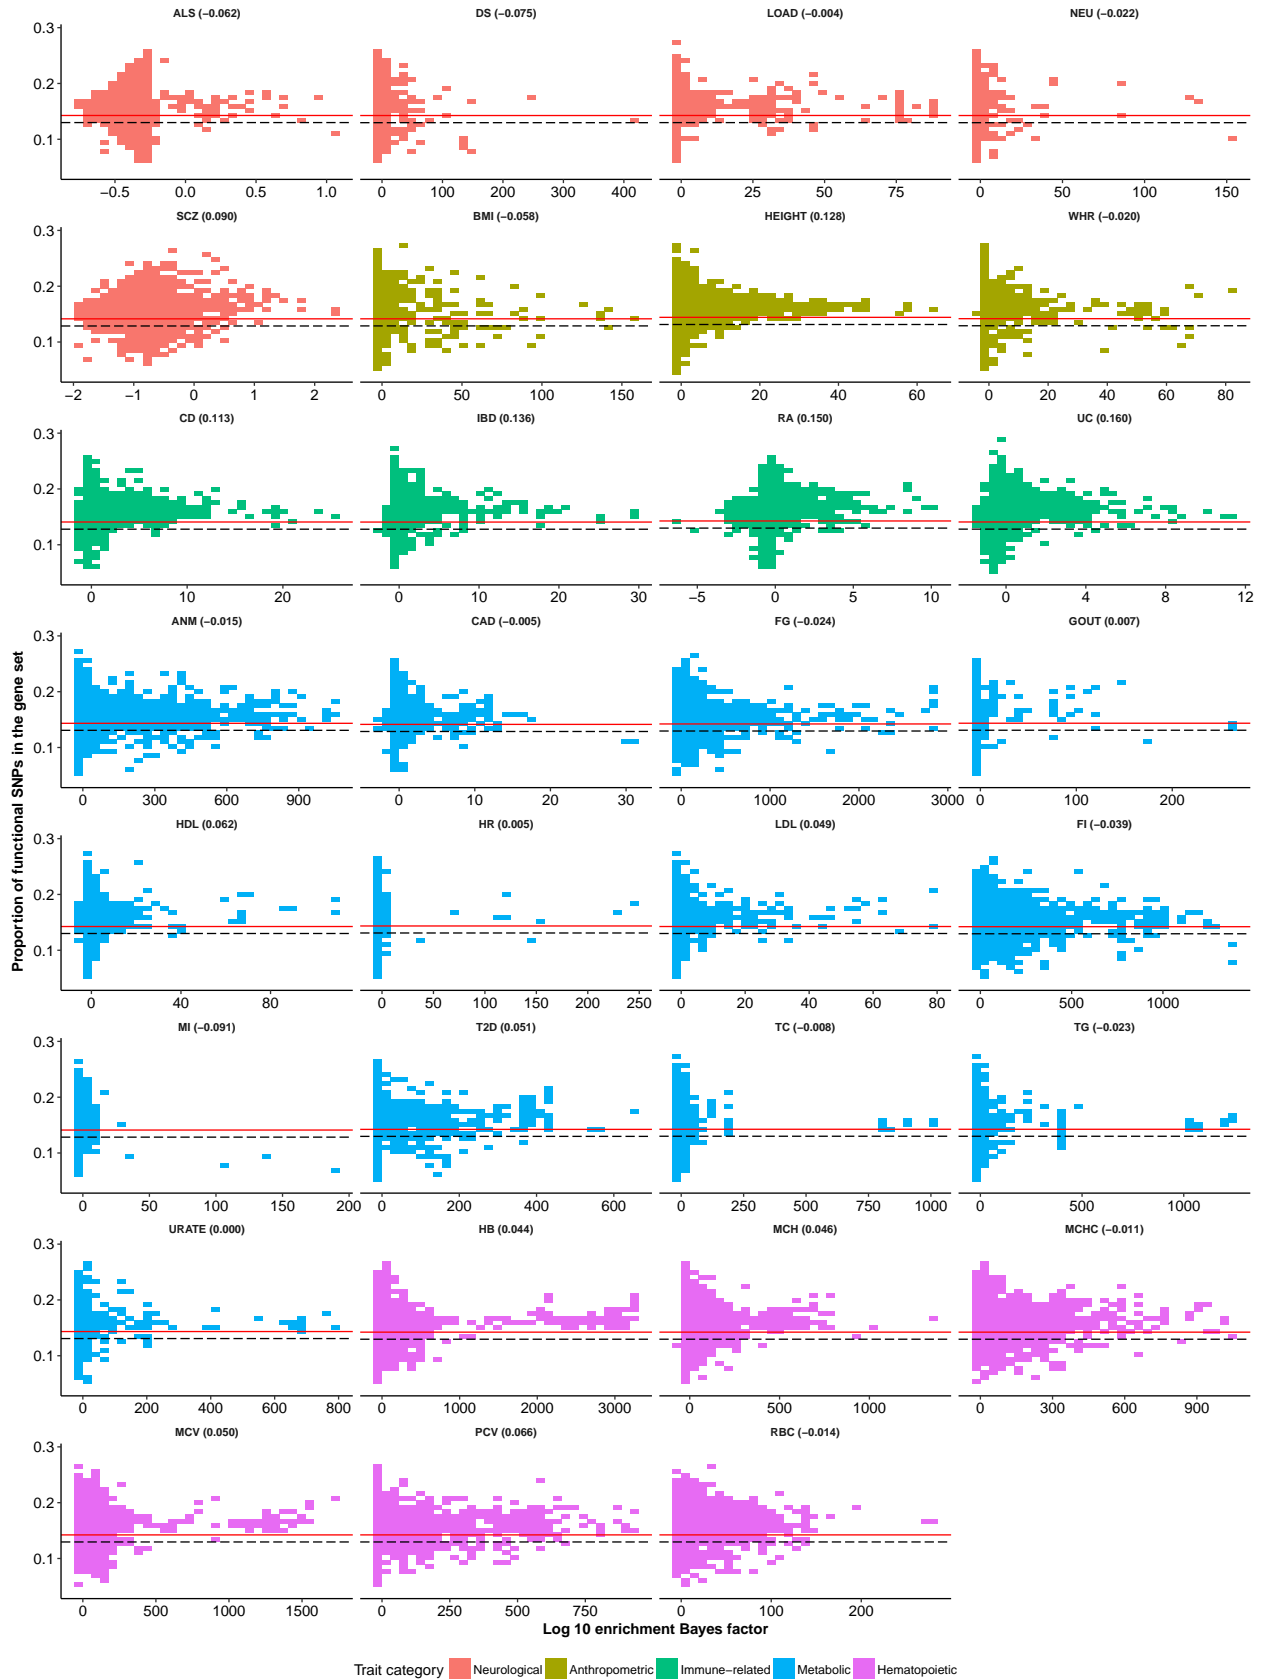 ALS (−0.062) DS (−0.075) LOAD (−0.004) NEU (−0.022)
0.3
0.2
0.1
−0.5 0.0 0.5 1.0 0 100 200 300 400 0 25 50 75 0 50 100 150
SCZ (0.090) BMI (−0.058) HEIGHT (0.128) WHR (−0.020)
0.3
0.2
0.1
−2 −1 0 1 2 0 50 100 150 0 20 40 60 0 20 40 60 80
CD (0.113) IBD (0.136) RA (0.150) UC (0.160)
0.3
0.2
0.1
0 10 20 0 10 20 30 −5 0 5 10 0 4 8 12
ANM (−0.015) CAD (−0.005) FG (−0.024) GOUT (0.007)
0.3
0.2
0.1
0 300 600 900 0 10 20 30 0 1000 2000 3000 0 100 200
Proportion of functional SNPs in the gene set
HDL (0.062) HR (0.005) LDL (0.049) FI (−0.039)
0.3
0.2
0.1
0 40 80 0 50 100 150 200 250 0 20 40 60 80 0 500 1000
MI (−0.091) T2D (0.051) TC (−0.008) TG (−0.023)
0.3
0.2
0.1
0 50 100 150 200 0 200 400 600 0 250 500 750 1000 0 500 1000
URATE (0.000) HB (0.044) MCH (0.046) MCHC (−0.011)
0.3
0.2
0.1
0 200 400 600 800 0 1000 2000 3000 0 500 1000 0 300 600 900
MCV (0.050) PCV (0.066) RBC (−0.014)
0.3
0.2
0.1
0 500 1000 1500 0 250 500 750 0 100 200
Log 10 enrichment Bayes factor
Trait category Neurological Anthropometric Immune−related Metabolic Hematopoietic